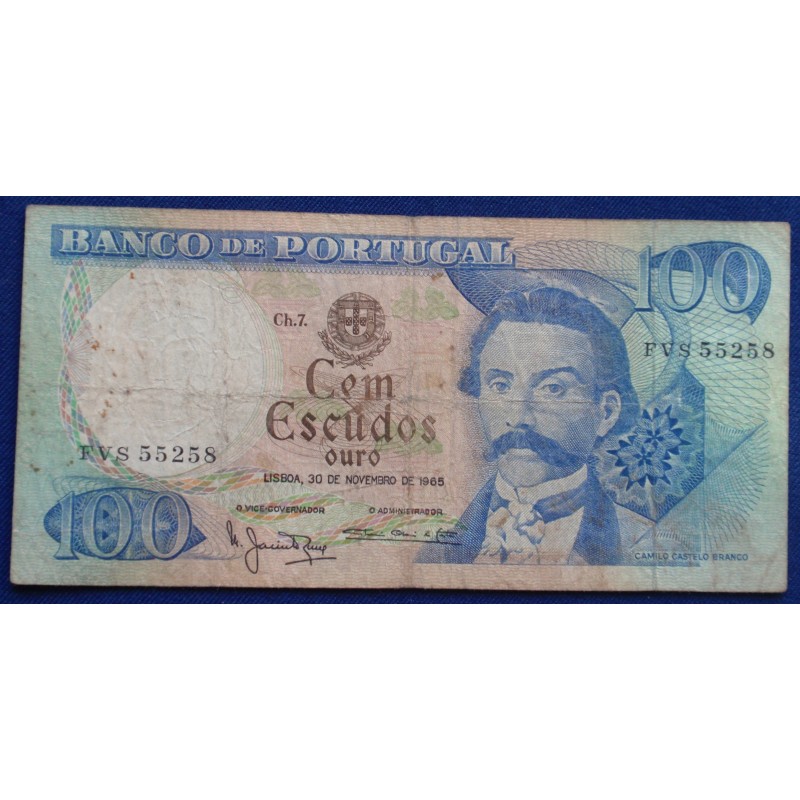 BANCO DE PORTUGAL
100
Ch.7.
FVS 55258
Cem
Escudos
ouro
FVS 55258
LISBOA, 30 DE NOVEMBRO DE 1965
O VICE-GOVERNADOR O ADMINISTRADOR
100
CAMILO CASTELO BRANCO